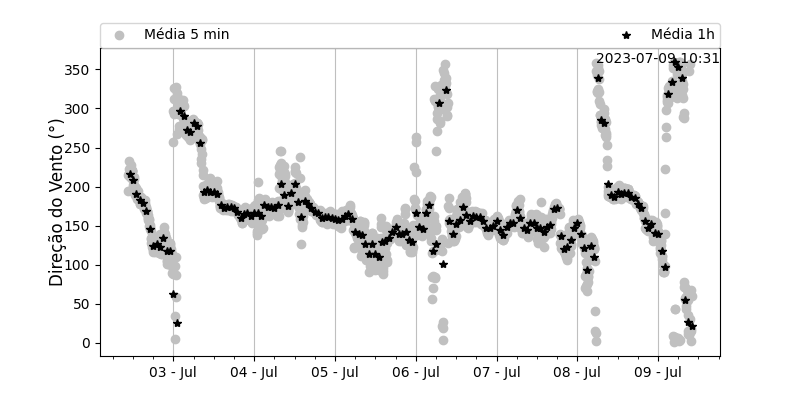 Média 5 min
Média 1h
2023-07-09 10:31
Direção do Vento (°)
350
300
250
200
150
100
50
0
03 - Jul
04 - Jul
05 - Jul
06 - Jul
07 - Jul
08 - Jul
09 - Jul